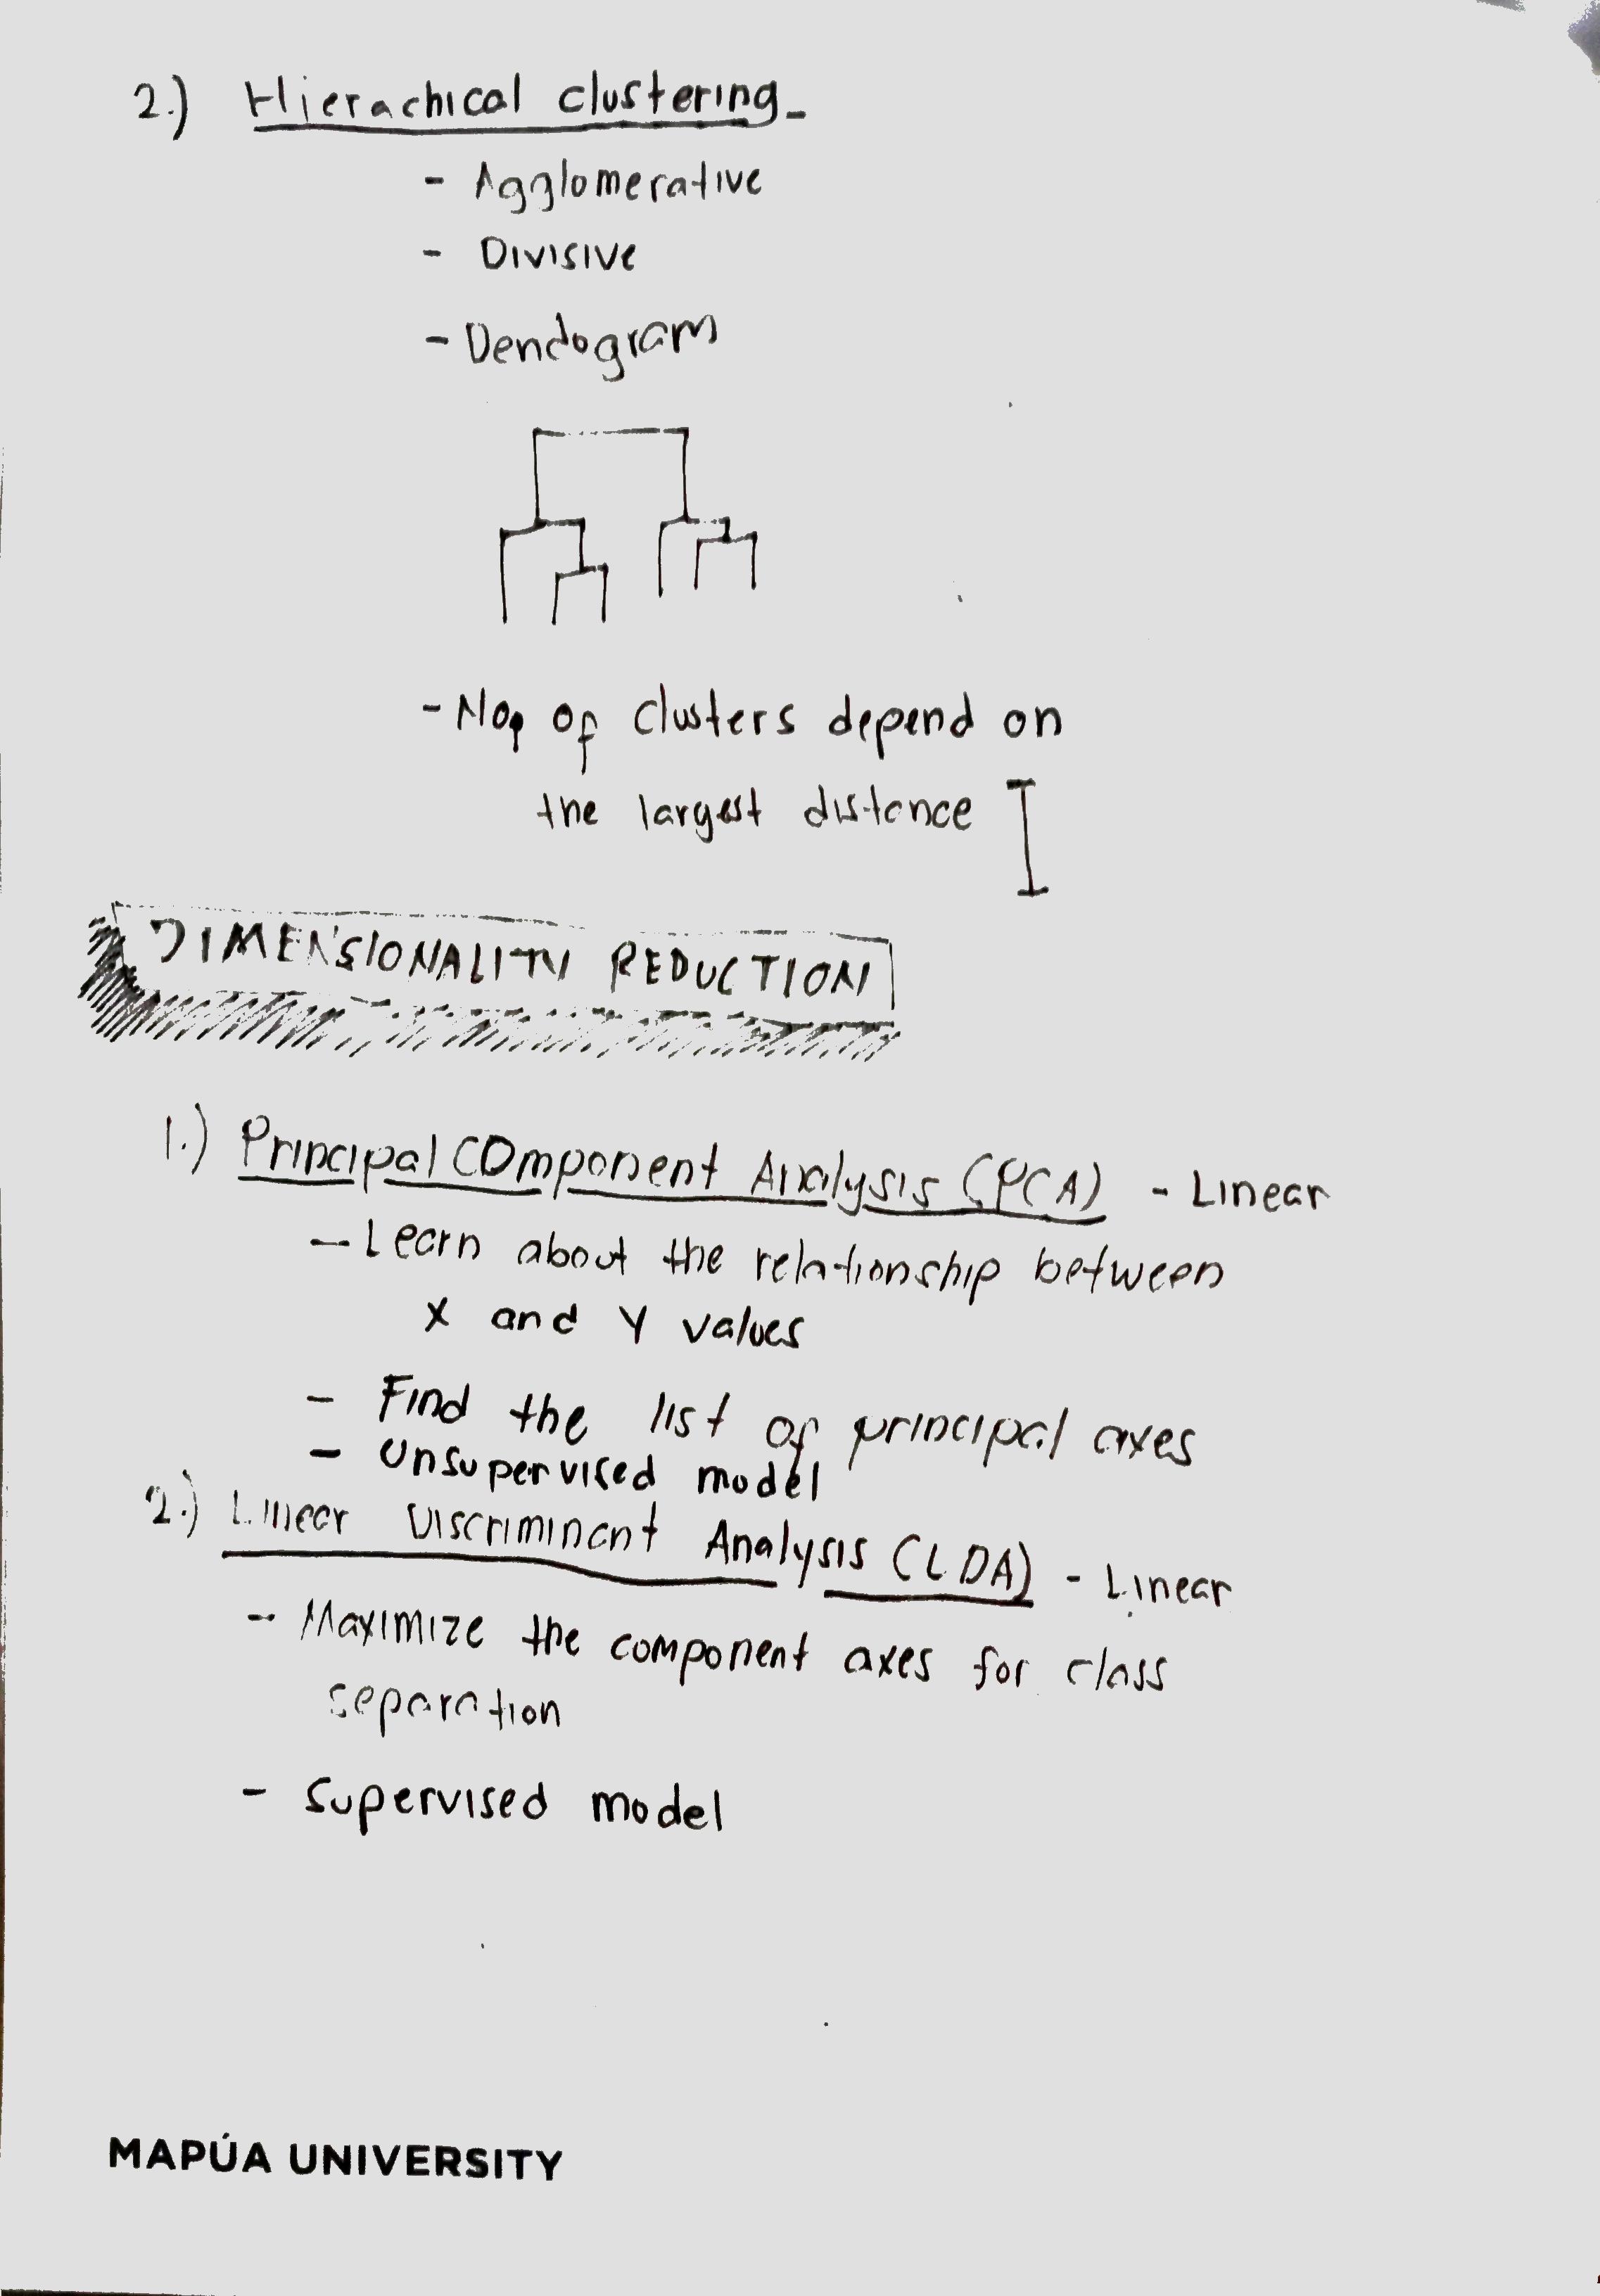 2.) Hierachical clustering
- Agglomerative
- Divisive
- Dendogram
- No. of clusters depend on
the largest distance
DIMENSIONALITY REDUCTION
1.) Principal Component Analysis (PCA) - Linear
- Learn about the relationship between
X and Y values
- Find the list of principal axes
- Unsupervised model
2.) Linear Discriminant Analysis (LDA) - Linear
- Maximize the component axes for class
separation
- Supervised model
MAPÚA UNIVERSITY